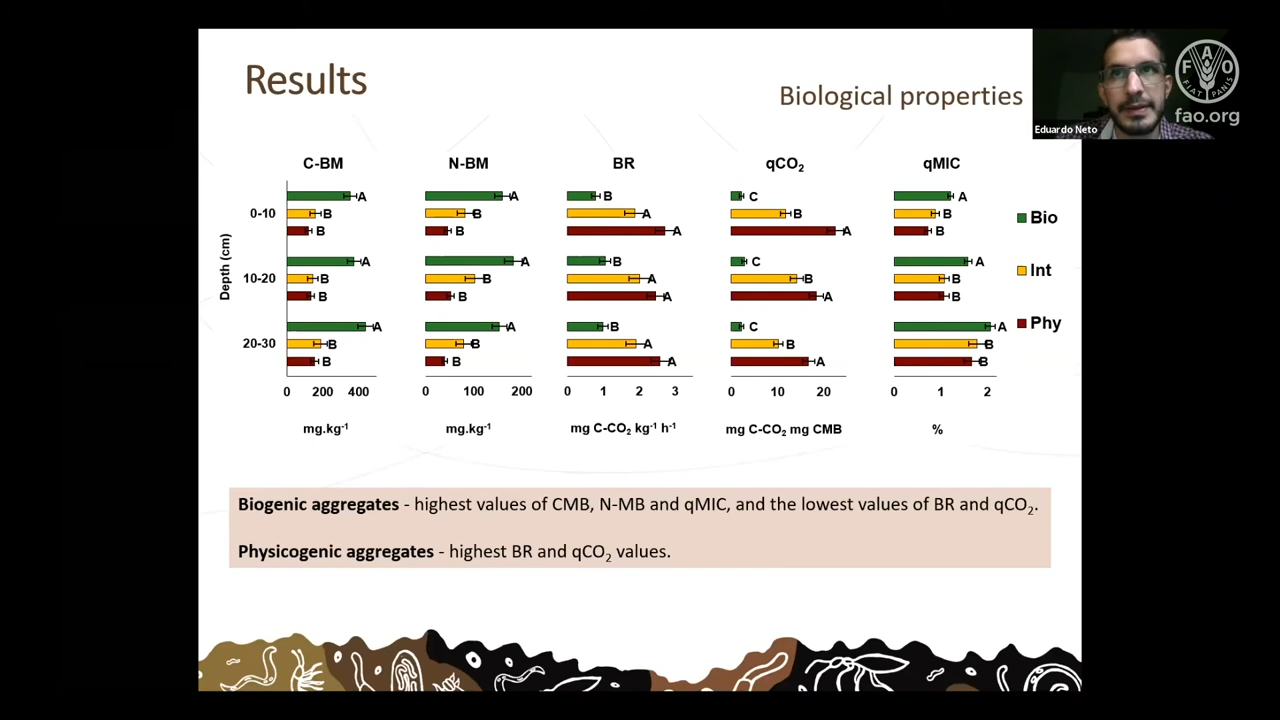 Results
Biological properties
FAO
FIAT PANIS
fao.org
Eduardo Neto
C-BM N-BM BR qCO₂ qMIC
Depth (cm)
0-10
A A B C A
B B A B B
B B A A B
10-20
A A B C A
B B A B B
B B A A B
20-30
A A B C A
B B A B B
B B A A B
Bio
Int
Phy
0 200 400 0 100 200 0 1 2 3 0 10 20 0 1 2
mg.kg⁻¹ mg.kg⁻¹ mg C-CO₂ kg⁻¹ h⁻¹ mg C-CO₂ mg CMB %
Biogenic aggregates - highest values of CMB, N-MB and qMIC, and the lowest values of BR and qCO₂.
Physicogenic aggregates - highest BR and qCO₂ values.